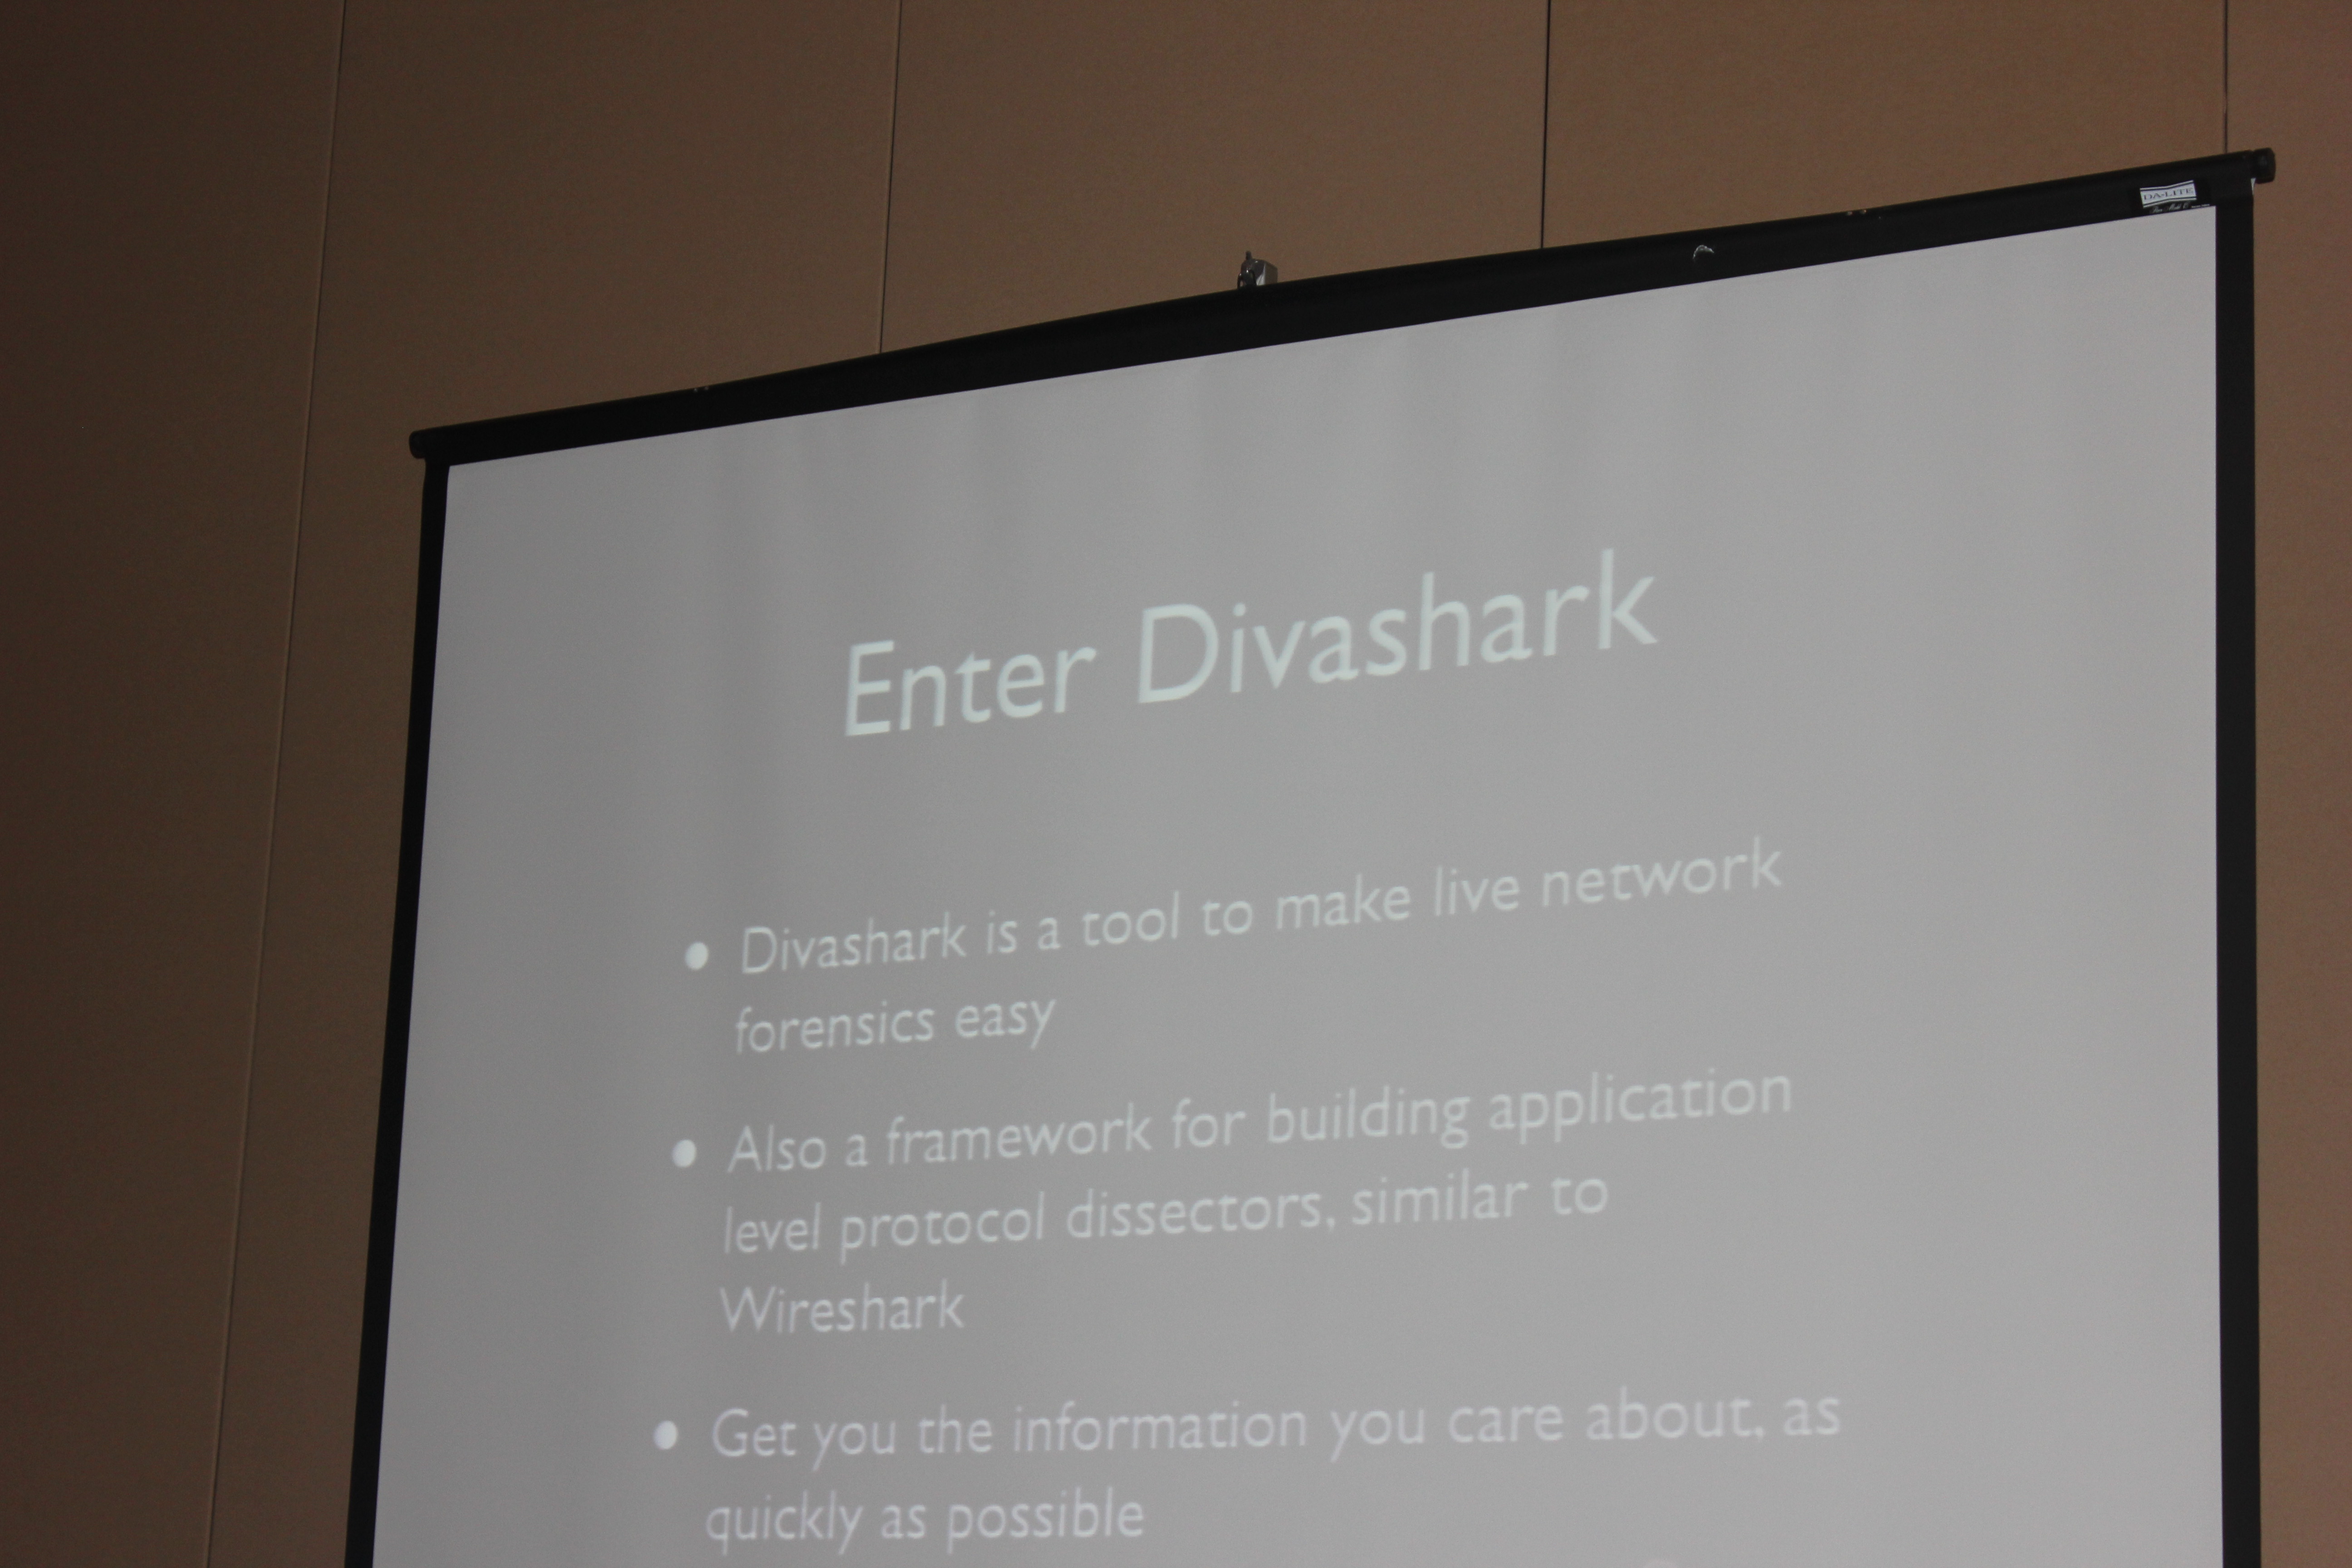 DA-LITE
Enter Divashark
• Divashark is a tool to make live network
forensics easy
• Also a framework for building application
level protocol dissectors, similar to
Wireshark
• Get you the information you care about, as
quickly as possible